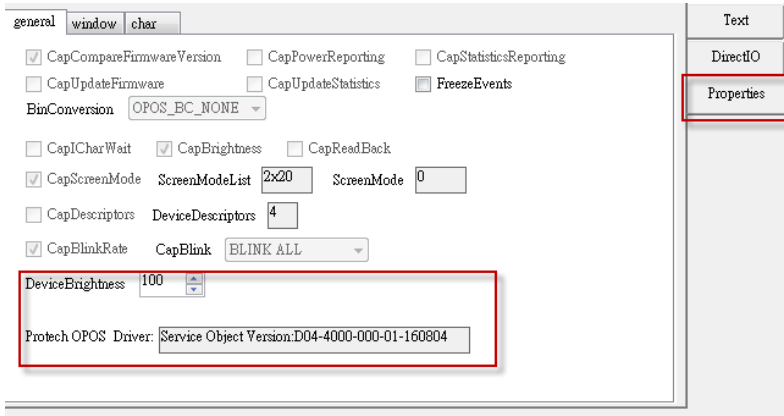 general window char
Text
CapCompareFirmwareVersion CapPowerReporting CapStatisticsReporting
DirectIO
CapUpdateFirmware CapUpdateStatistics FreezeEvents
Properties
BinConversion OPOS_BC_NONE
CapICharWait CapBrightness CapReadBack
CapScreenMode ScreenModeList 2x20 ScreenMode 0
CapDescriptors DeviceDescriptors 4
CapBlinkRate CapBlink BLINK ALL
DeviceBrightness 100
Protech OPOS Driver: Service Object Version:D04-4000-000-01-160804